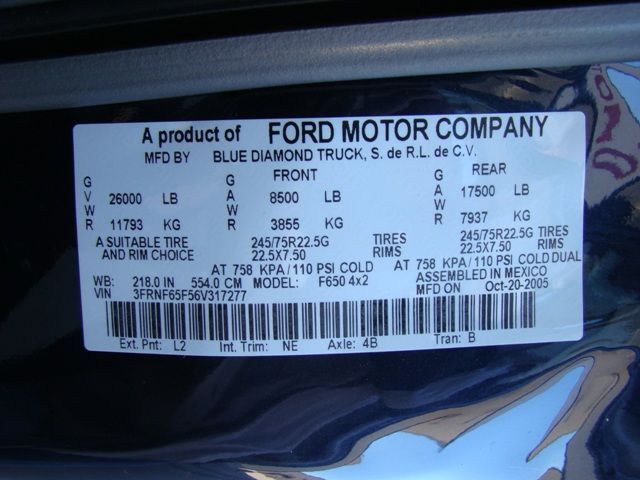 A product of FORD MOTOR COMPANY
MFD BY BLUE DIAMOND TRUCK, S. de R.L. de C.V.
FRONT REAR
GVWR 26000 LB GAWR 8500 LB GAWR 17500 LB
11793 KG 3855 KG 7937 KG
A SUITABLE TIRE 245/75R22.5G TIRES 245/75R22.5G
AND RIM CHOICE 22.5X7.50 RIMS 22.5X7.50
AT 758 KPA/110 PSI COLD AT 758 KPA/110 PSI COLD DUAL
WB: 218.0 IN 554.0 CM MODEL: F650 4x2 ASSEMBLED IN MEXICO
VIN 3FRNF65F56V317277 MFD ON Oct-20-2005
Ext. Pnt: L2 Int. Trim: NE Axle: 4B Tran: B